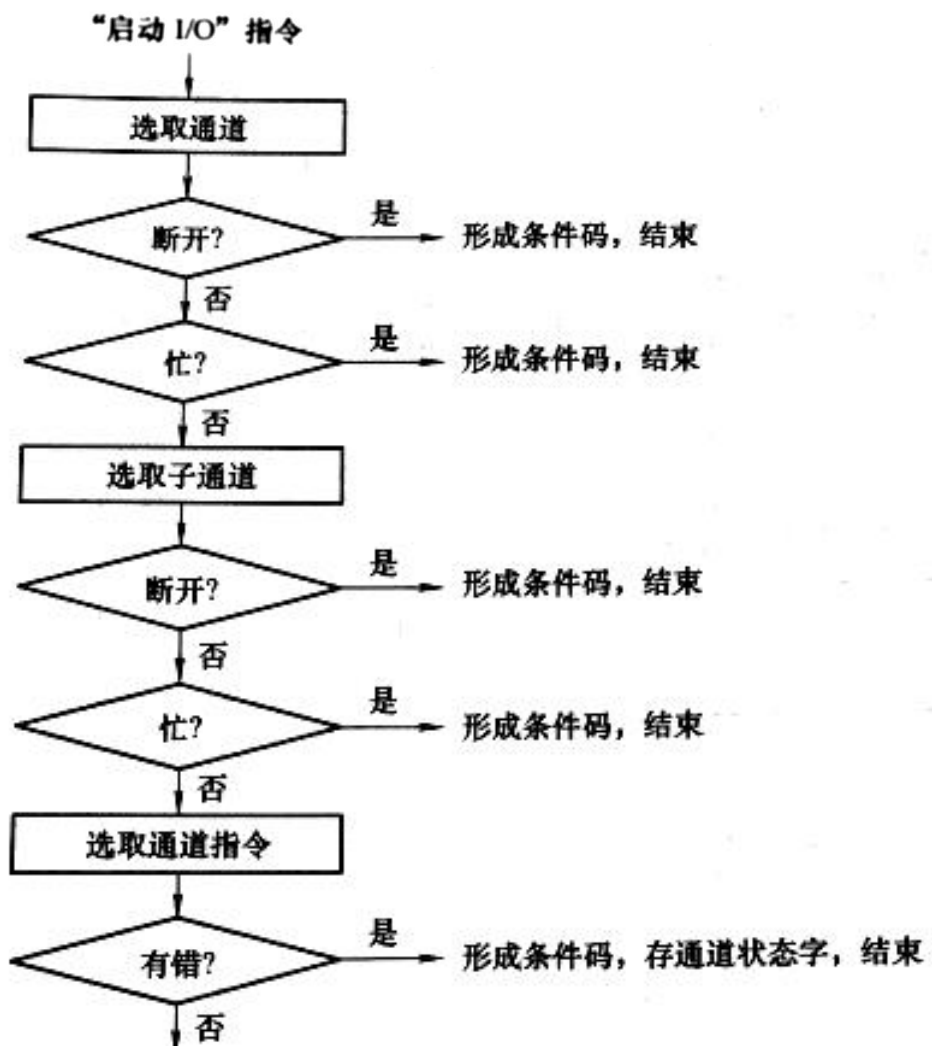 “启动 I/O”指令
选取通道
断开?
是
形成条件码，结束
否
忙?
是
形成条件码，结束
否
选取子通道
断开?
是
形成条件码，结束
否
忙?
是
形成条件码，结束
否
选取通道指令
有错?
是
形成条件码，存通道状态字，结束
否